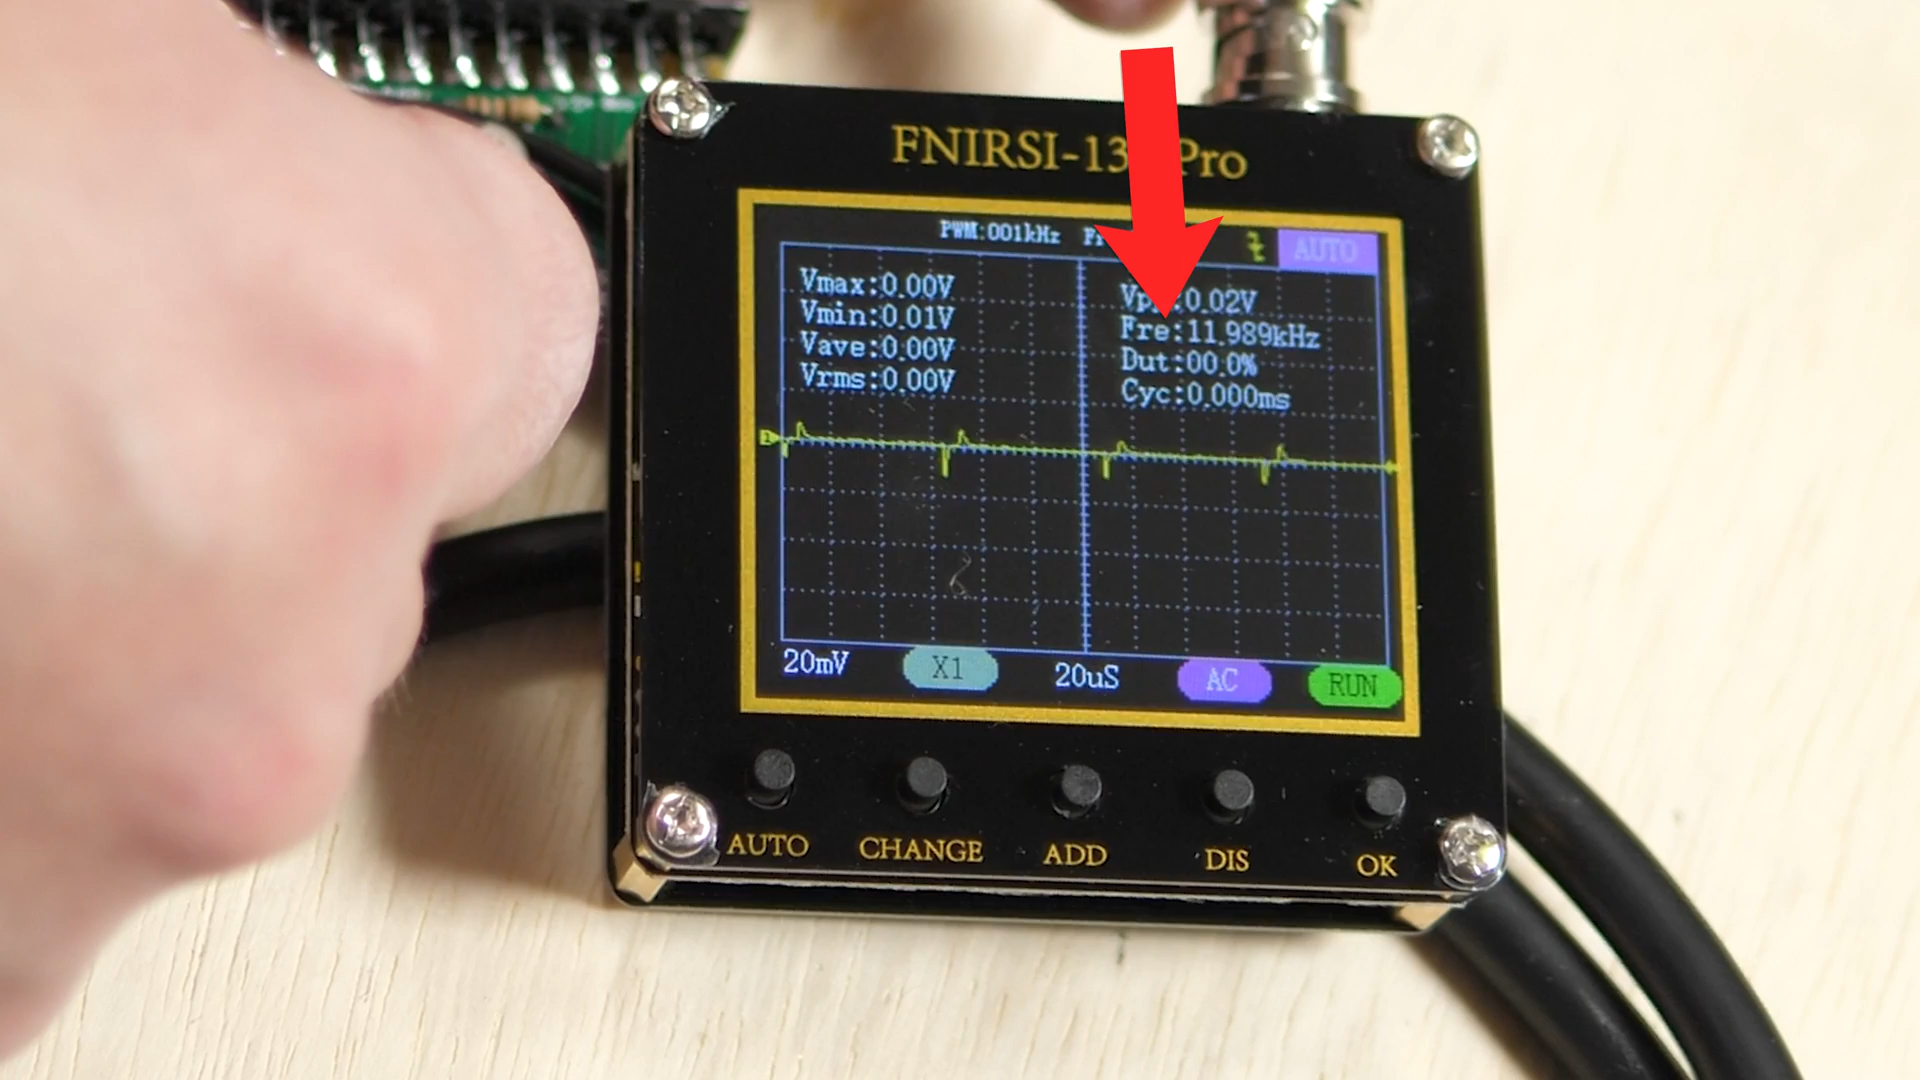 FNIRSI-13 Pro
PWM:001kHz
AUTO
Vmax:0.00V
Vmin:0.01V
Vave:0.00V
Vrms:0.00V
:0.02V
Fre:11.989kHz
Dut:00.0%
Cyc:0.000ms
1
20mV
X1
20uS
AC
RUN
AUTO
CHANGE
ADD
DIS
OK